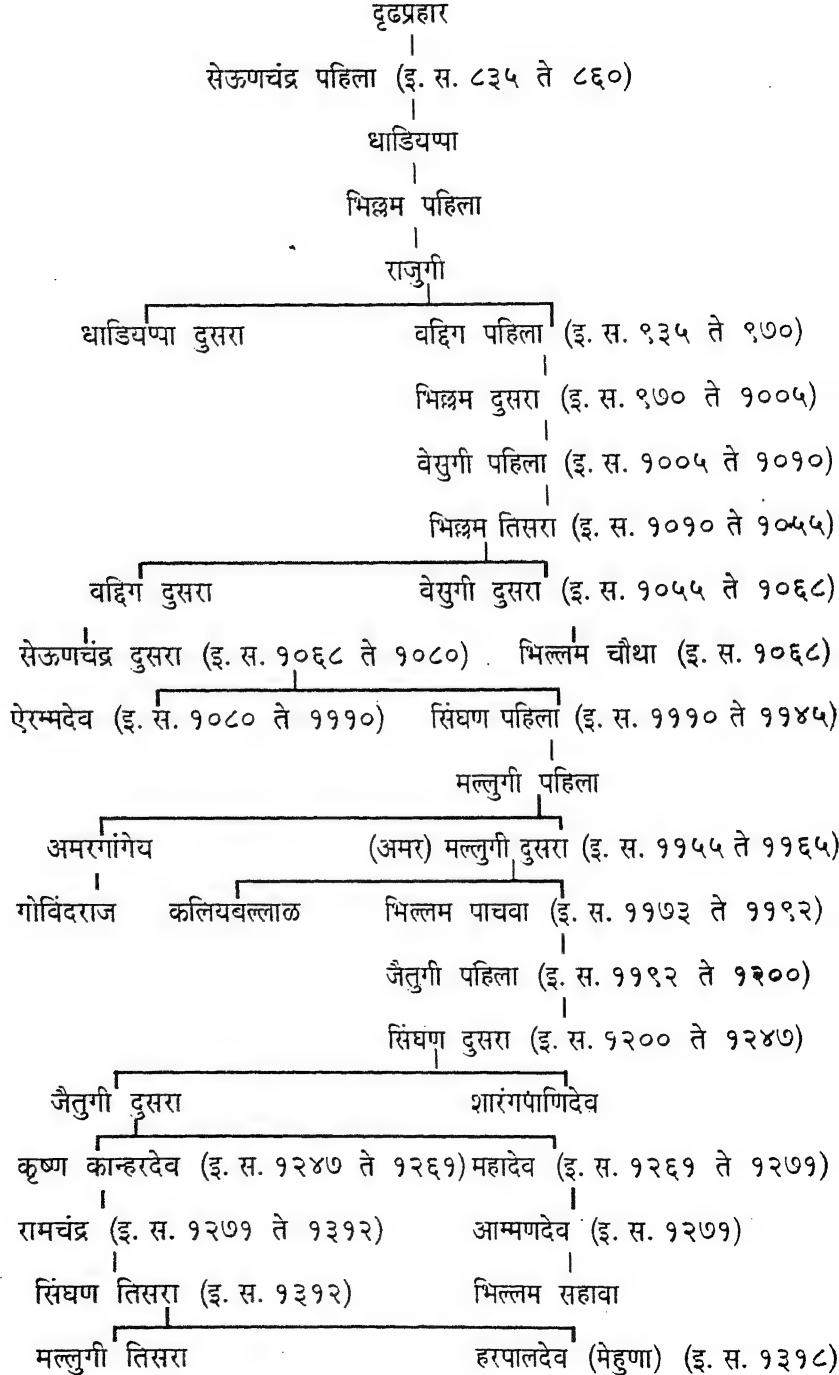 दृढप्रहार
सेऊणचंद्र पहिला (इ. स. ८३५ ते ८६०)
धाडियप्पा
भिल्लम पहिला
राजुगी
धाडियप्पा दुसरा वद्दिग पहिला (इ. स. ९३५ ते ९७०)
भिल्लम दुसरा (इ. स. ९७० ते १००५)
वेसुगी पहिला (इ. स. १००५ ते १०१०)
भिल्लम तिसरा (इ. स. १०१० ते १०५५)
वद्दिग दुसरा वेसुगी दुसरा (इ. स. १०५५ ते १०६८)
सेऊणचंद्र दुसरा (इ. स. १०६८ ते १०८०) भिल्लम चौथा (इ. स. १०६८)
ऐरम्मदेव (इ. स. १०८० ते १११०) सिंघण पहिला (इ. स. १११० ते ११४५)
मल्लुगी पहिला
अमरगांगेय (अमर) मल्लुगी दुसरा (इ. स. ११५५ ते ११६५)
गोविंदराज कलियबल्लाळ भिल्लम पाचवा (इ. स. ११७३ ते ११९२)
जैतुगी पहिला (इ. स. ११९२ ते १२००)
सिंघण दुसरा (इ. स. १२०० ते १२४७)
जैतुगी दुसरा शारंगपाणिदेव
कृष्ण कान्हरदेव (इ. स. १२४७ ते १२६१) महादेव (इ. स. १२६१ ते १२७१)
रामचंद्र (इ. स. १२७१ ते १३१२) आम्मणदेव (इ. स. १२७१)
सिंघण तिसरा (इ. स. १३१२) भिल्लम सहावा
मल्लुगी तिसरा हरपालदेव (मेहुणा) (इ. स. १३१८)